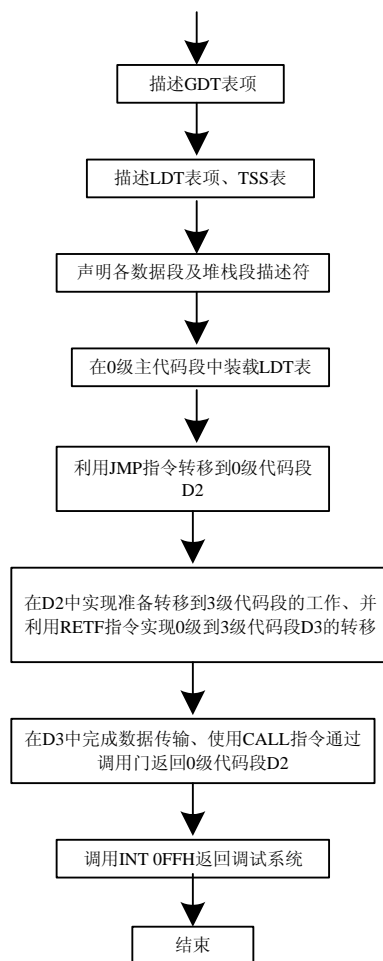 描述GDT表项
描述LDT表项、TSS表
声明各数据段及堆栈段描述符
在0级主代码段中装载LDT表
利用JMP指令转移到0级代码段
D2
在D2中实现准备转移到3级代码段的工作、并
利用RETF指令实现0级到3级代码段D3的转移
在D3中完成数据传输、使用CALL指令通过
调用门返回0级代码段D2
调用INT 0FFH返回调试系统
结束